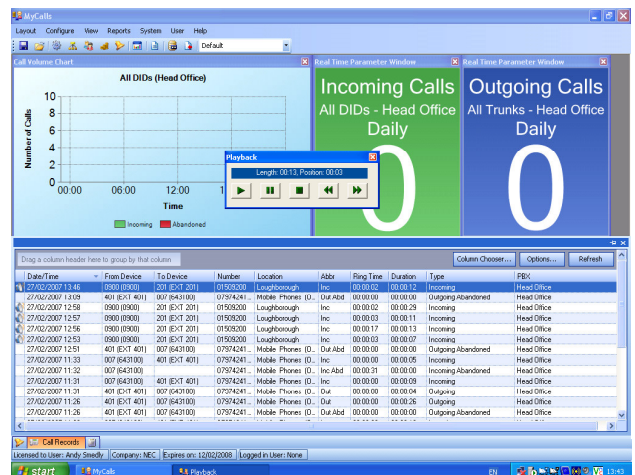 MyCalls
Layout Configure View Reports System User Help
Default
Call Volume Chart
All DIDs (Head Office)
Number of Calls
10
8
6
4
2
0
00:00 06:00 12:00
Time
Incoming Abandoned
Real Time Parameter Window
Incoming Calls
All DIDs - Head Office
Daily
0
Real Time Parameter Window
Outgoing Calls
All Trunks - Head Office
Daily
0
Playback
Length: 00:13, Position: 00:03
Drag a column header here to group by that column
Column Chooser... Options... Refresh
Date/Time From Device To Device Number Location Abbr Ring Time Duration Type PBX
27/02/2007 13:46 0900 (0900) 201 (EXT 201) 01509200 Loughborough Inc 00:00:02 00:00:12 Incoming Head Office
27/02/2007 13:09 401 (EXT 401) 007 (643100) 07974241... Mobile Phones (O... Out Abd 00:00:00 00:00:00 Outgoing Abandoned Head Office
27/02/2007 12:58 0900 (0900) 201 (EXT 201) 01509200 Loughborough Inc 00:00:02 00:00:29 Incoming Head Office
27/02/2007 12:57 0900 (0900) 201 (EXT 201) 01509200 Loughborough Inc 00:00:03 00:00:11 Incoming Head Office
27/02/2007 12:56 0900 (0900) 201 (EXT 201) 01509200 Loughborough Inc 00:00:17 00:00:13 Incoming Head Office
27/02/2007 12:53 0900 (0900) 201 (EXT 201) 01509200 Loughborough Inc 00:00:03 00:00:07 Incoming Head Office
27/02/2007 12:51 401 (EXT 401) 007 (643100) 07974241... Mobile Phones (O... Out Abd 00:00:00 00:00:00 Outgoing Abandoned Head Office
27/02/2007 11:33 007 (643100) 401 (EXT 401) 07974241... Mobile Phones (O... Inc 00:00:00 00:00:05 Incoming Head Office
27/02/2007 11:32 007 (643100) 07974241... Mobile Phones (O... Inc Abd 00:00:31 00:00:00 Incoming Abandoned Head Office
27/02/2007 11:31 007 (643100) 401 (EXT 401) 07974241... Mobile Phones (O... Inc 00:00:00 00:00:09 Incoming Head Office
27/02/2007 11:31 401 (EXT 401) 007 (643100) 07974241... Mobile Phones (O... Out 00:00:00 00:00:04 Outgoing Head Office
27/02/2007 11:26 401 (EXT 401) 007 (643100) 07974241... Mobile Phones (O... Out 00:00:00 00:00:26 Outgoing Head Office
27/02/2007 11:26 401 (EXT 401) 007 (643100) 07974241... Mobile Phones (O... Out Abd 00:00:00 00:00:00 Outgoing Abandoned Head Office
Call Records
Licensed to User: Andy Smedly Company: NEC Expires on: 12/02/2008 Logged in User: None
start MyCalls Playback EN 13:43